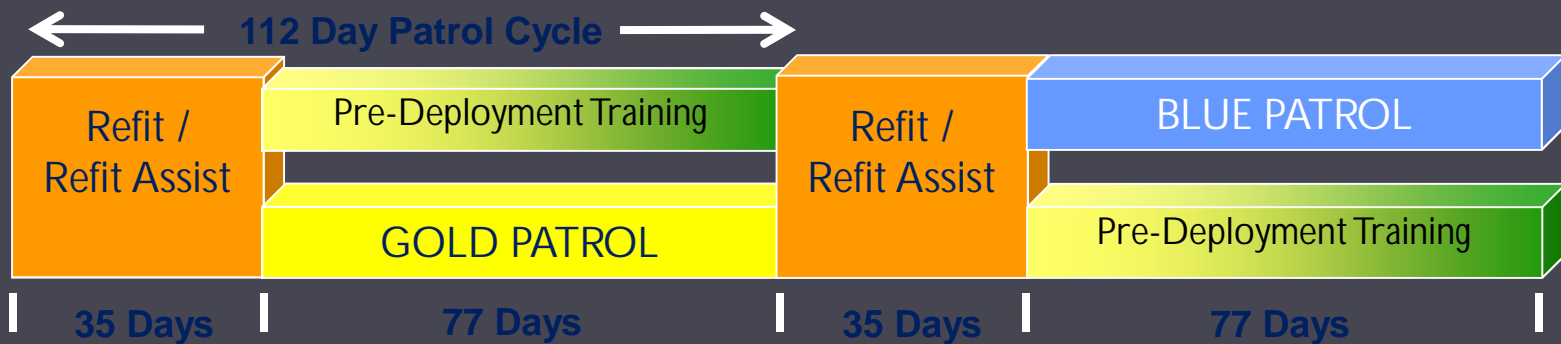 112 Day Patrol Cycle
Refit /
Refit Assist
Pre-Deployment Training
GOLD PATROL
Refit /
Refit Assist
BLUE PATROL
Pre-Deployment Training
35 Days
77 Days
35 Days
77 Days